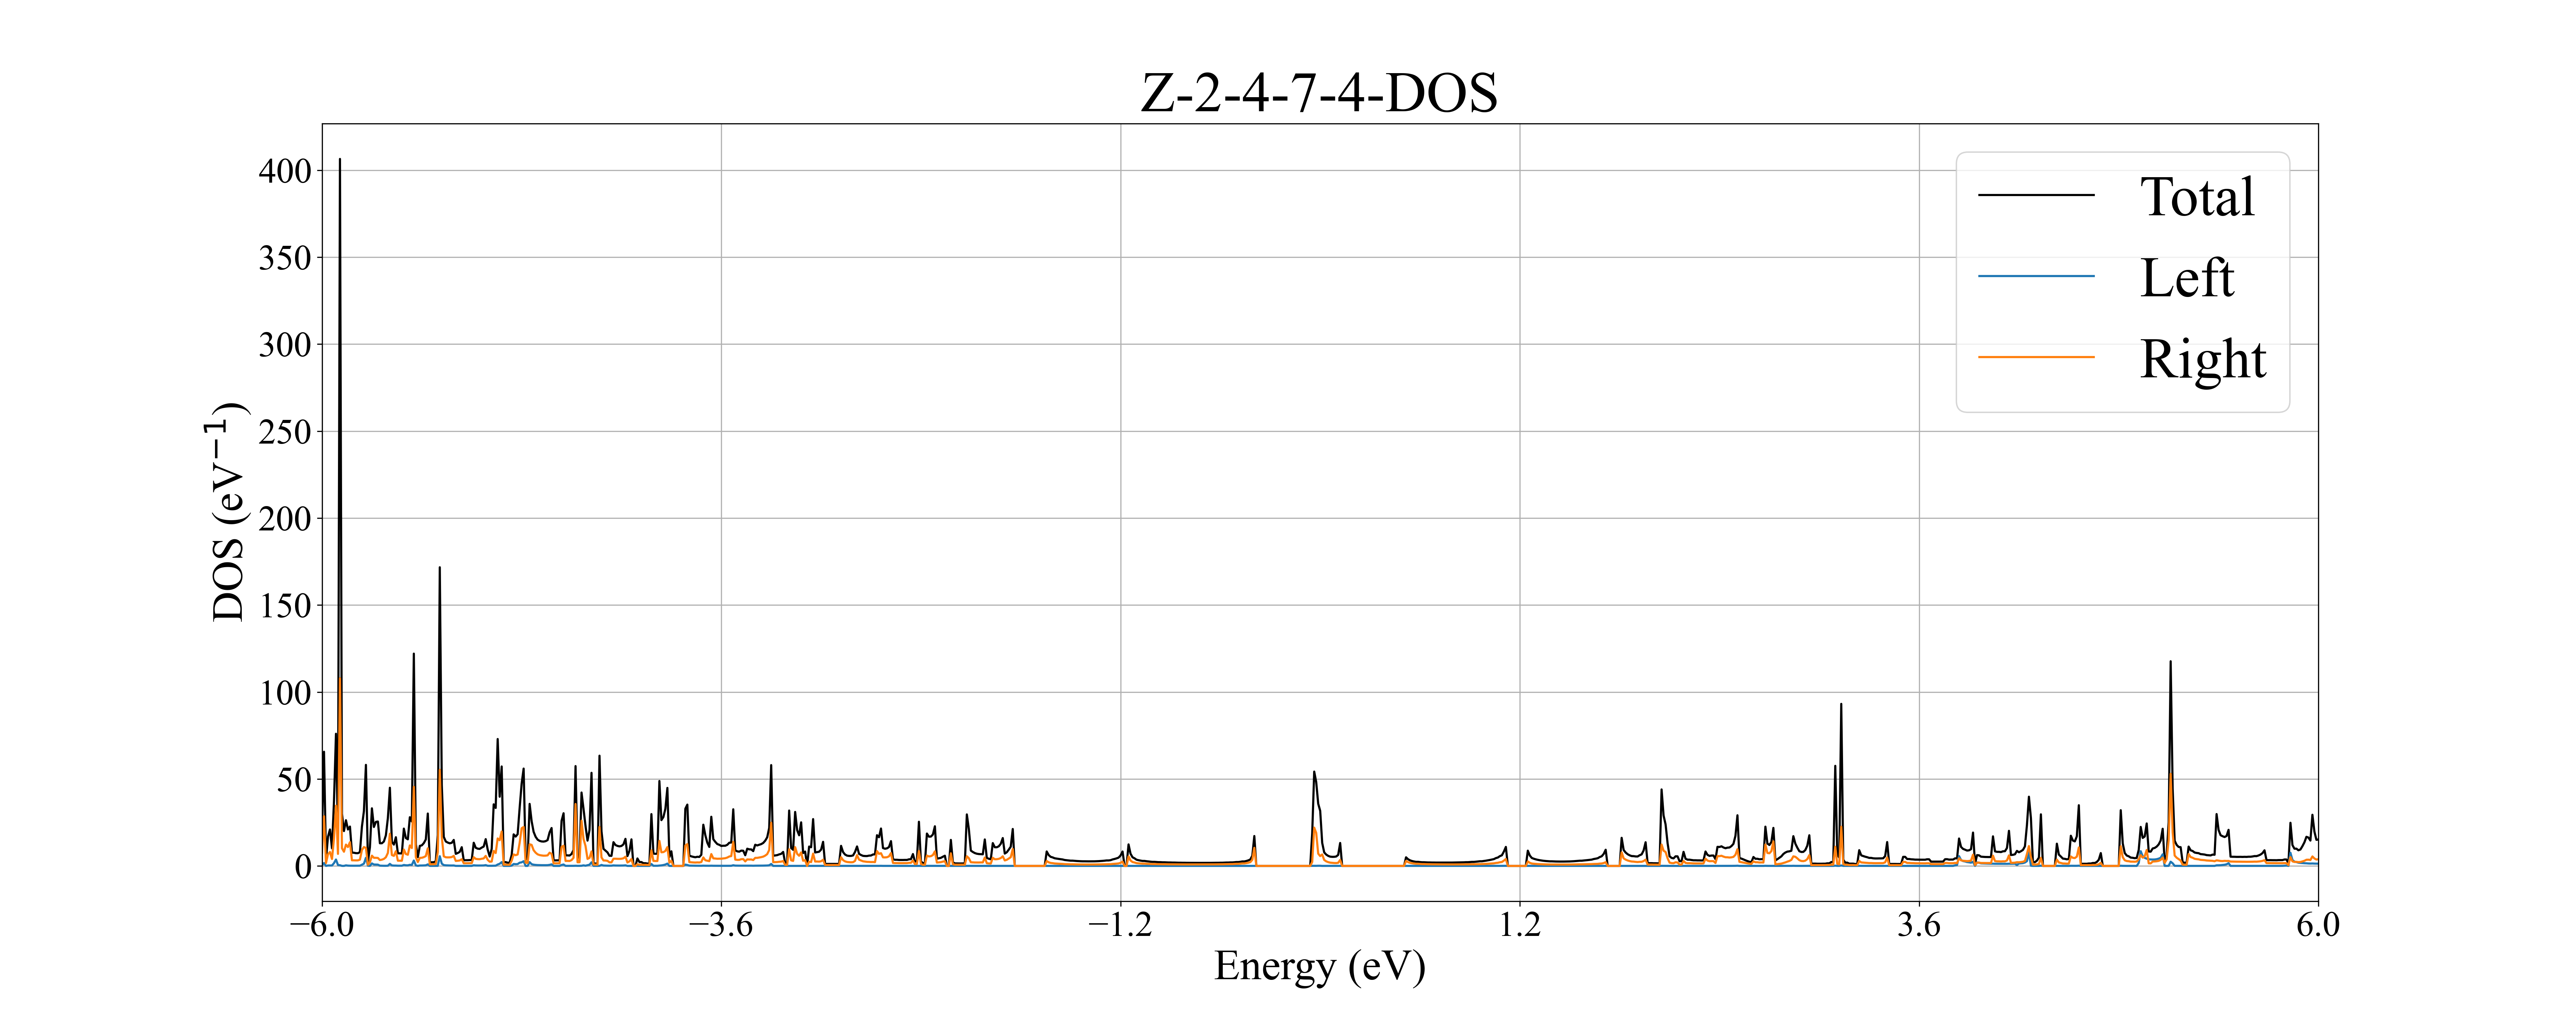 Z-2-4-7-4-DOS
400
350
300
250
200
150
100
50
0
DOS (eV⁻¹)
Total
Left
Right
−6.0 −3.6 −1.2 1.2 3.6 6.0
Energy (eV)